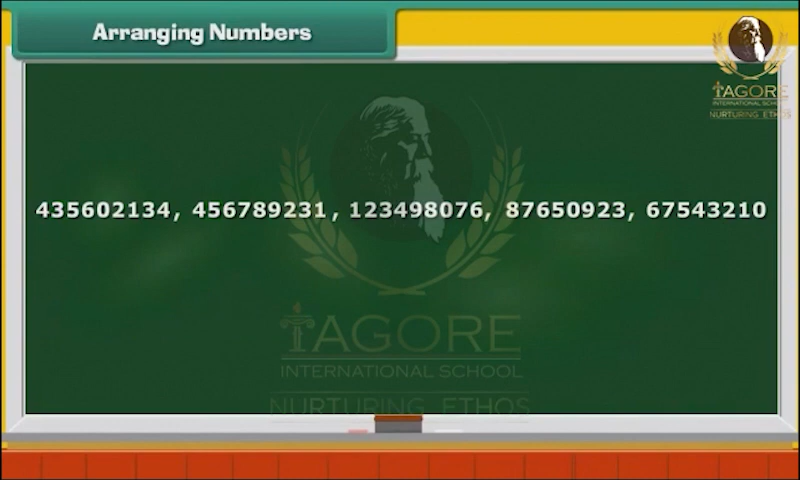 Arranging Numbers
TAGORE
INTERNATIONAL SCHOOL
NURTURING ETHOS
435602134, 456789231, 123498076, 87650923, 67543210
TAGORE
INTERNATIONAL SCHOOL
NURTURING ETHOS